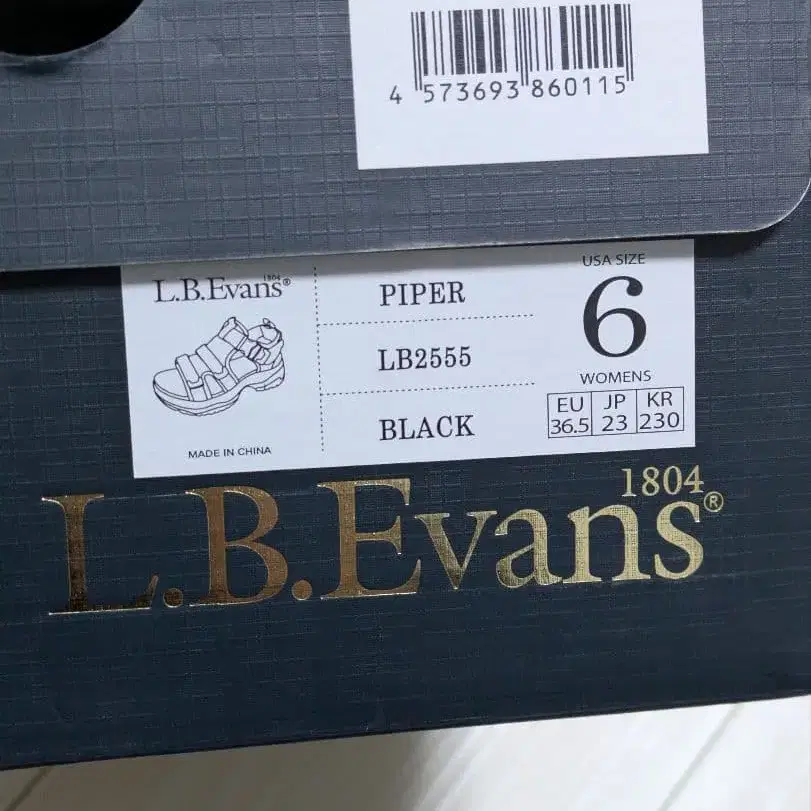 4 573693 860115
L.B.Evans 1804®
PIPER
LB2555
BLACK
MADE IN CHINA
USA SIZE
6
WOMENS
EU JP KR
36.5 23 230
L.B.Evans 1804®